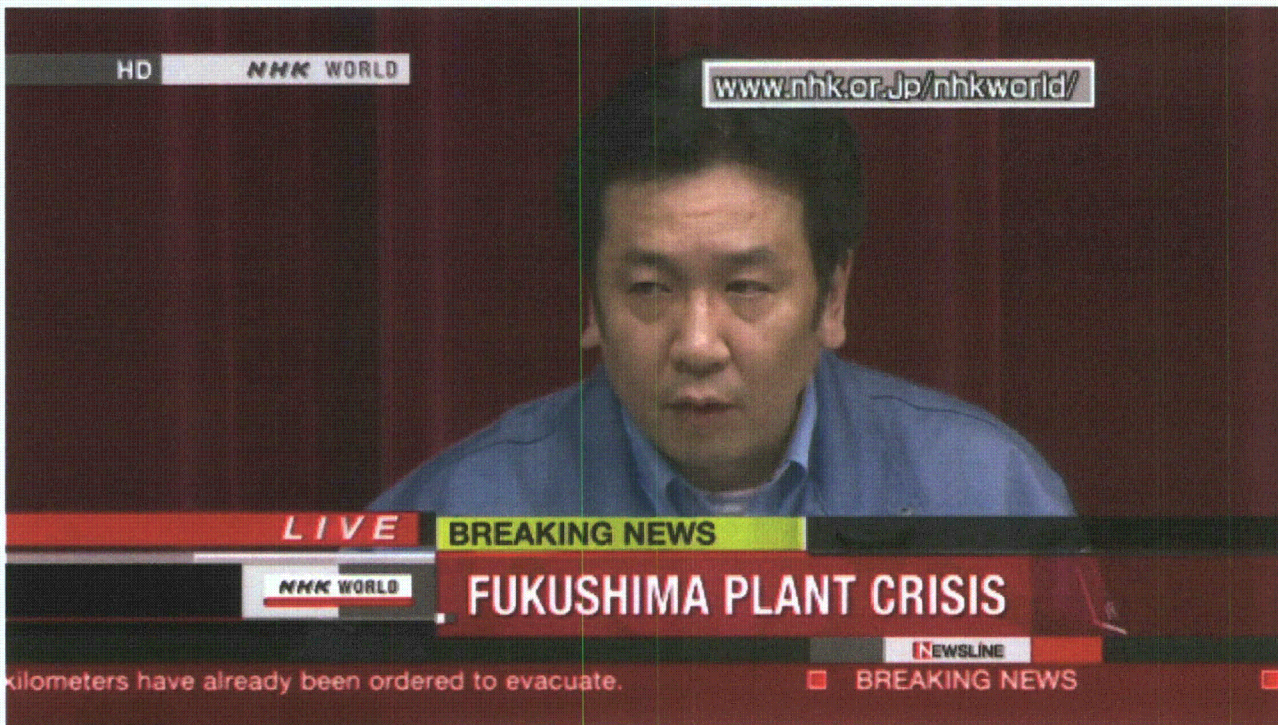 HD NHK WORLD
www.nhk.or.jp/nhkworld/
LIVE
BREAKING NEWS
NHK WORLD
FUKUSHIMA PLANT CRISIS
NEWSLINE
kilometers have already been ordered to evacuate. BREAKING NEWS